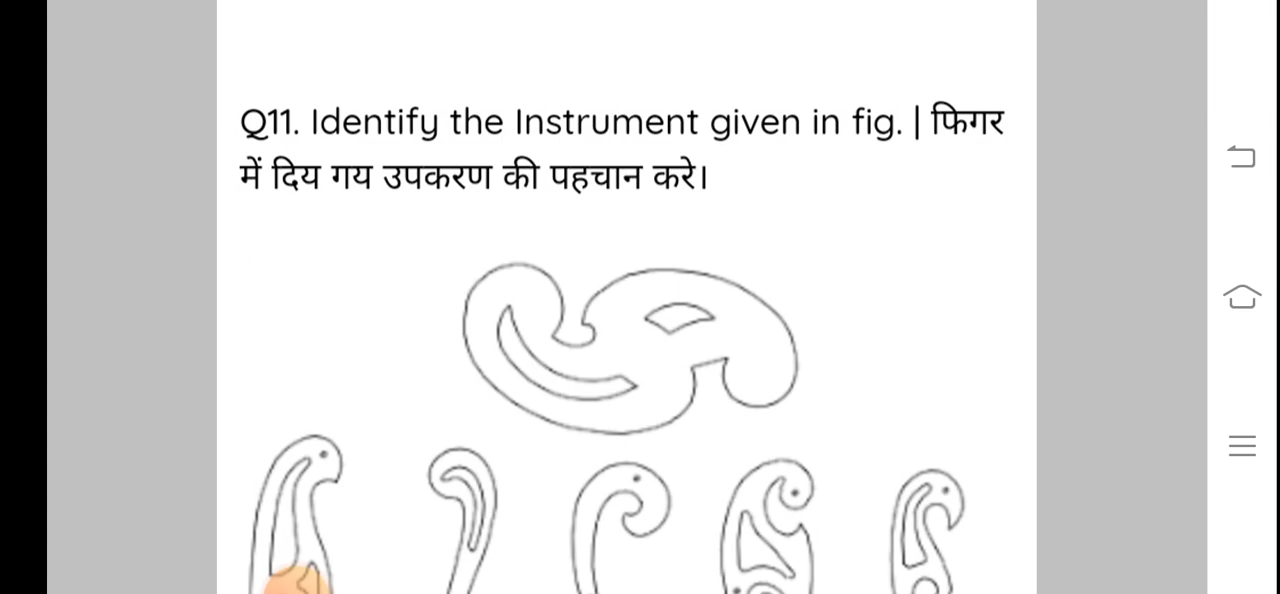 Q11. Identify the Instrument given in fig. | फिगर
में दिय गय उपकरण की पहचान करे।